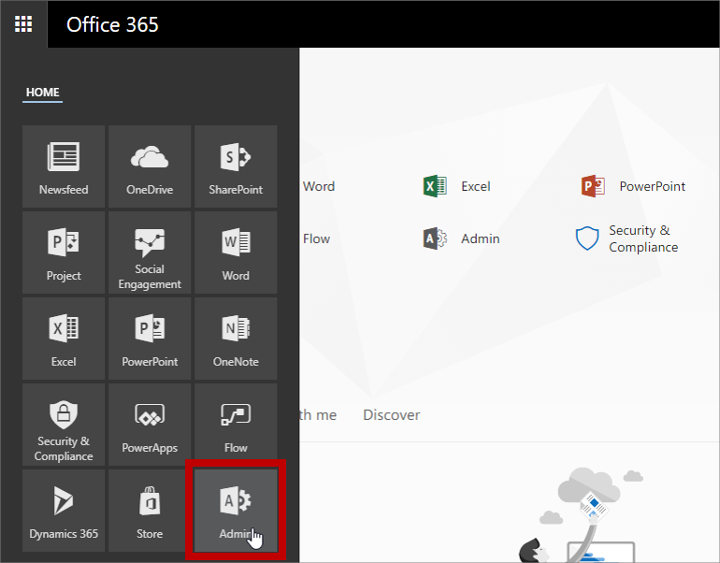 Office 365
HOME
Newsfeed
OneDrive
SharePoint
Project
Social
Engagement
Word
Excel
PowerPoint
OneNote
Security &
Compliance
PowerApps
Flow
Dynamics 365
Store
Admin
Word
Excel
PowerPoint
Flow
Admin
Security &
Compliance
th me
Discover